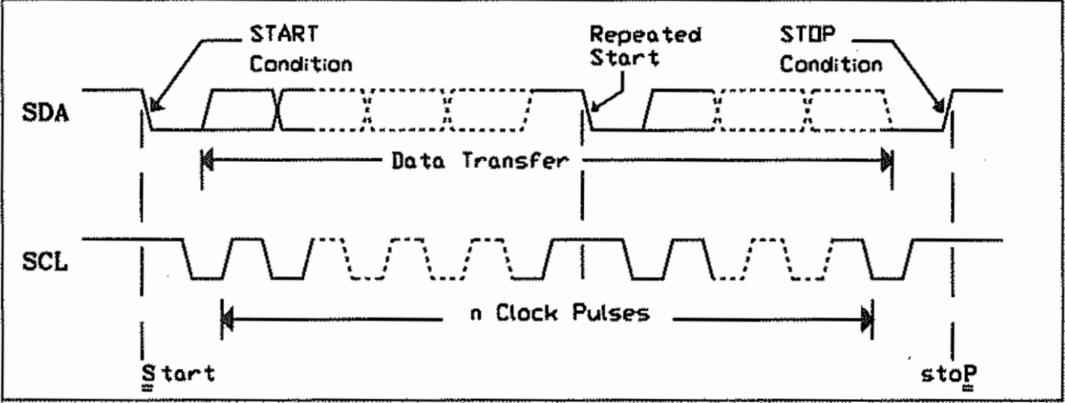 START
Condition
Repeated
Start
STOP
Condition
SDA
Data Transfer
SCL
n Clock Pulses
Start
stoP